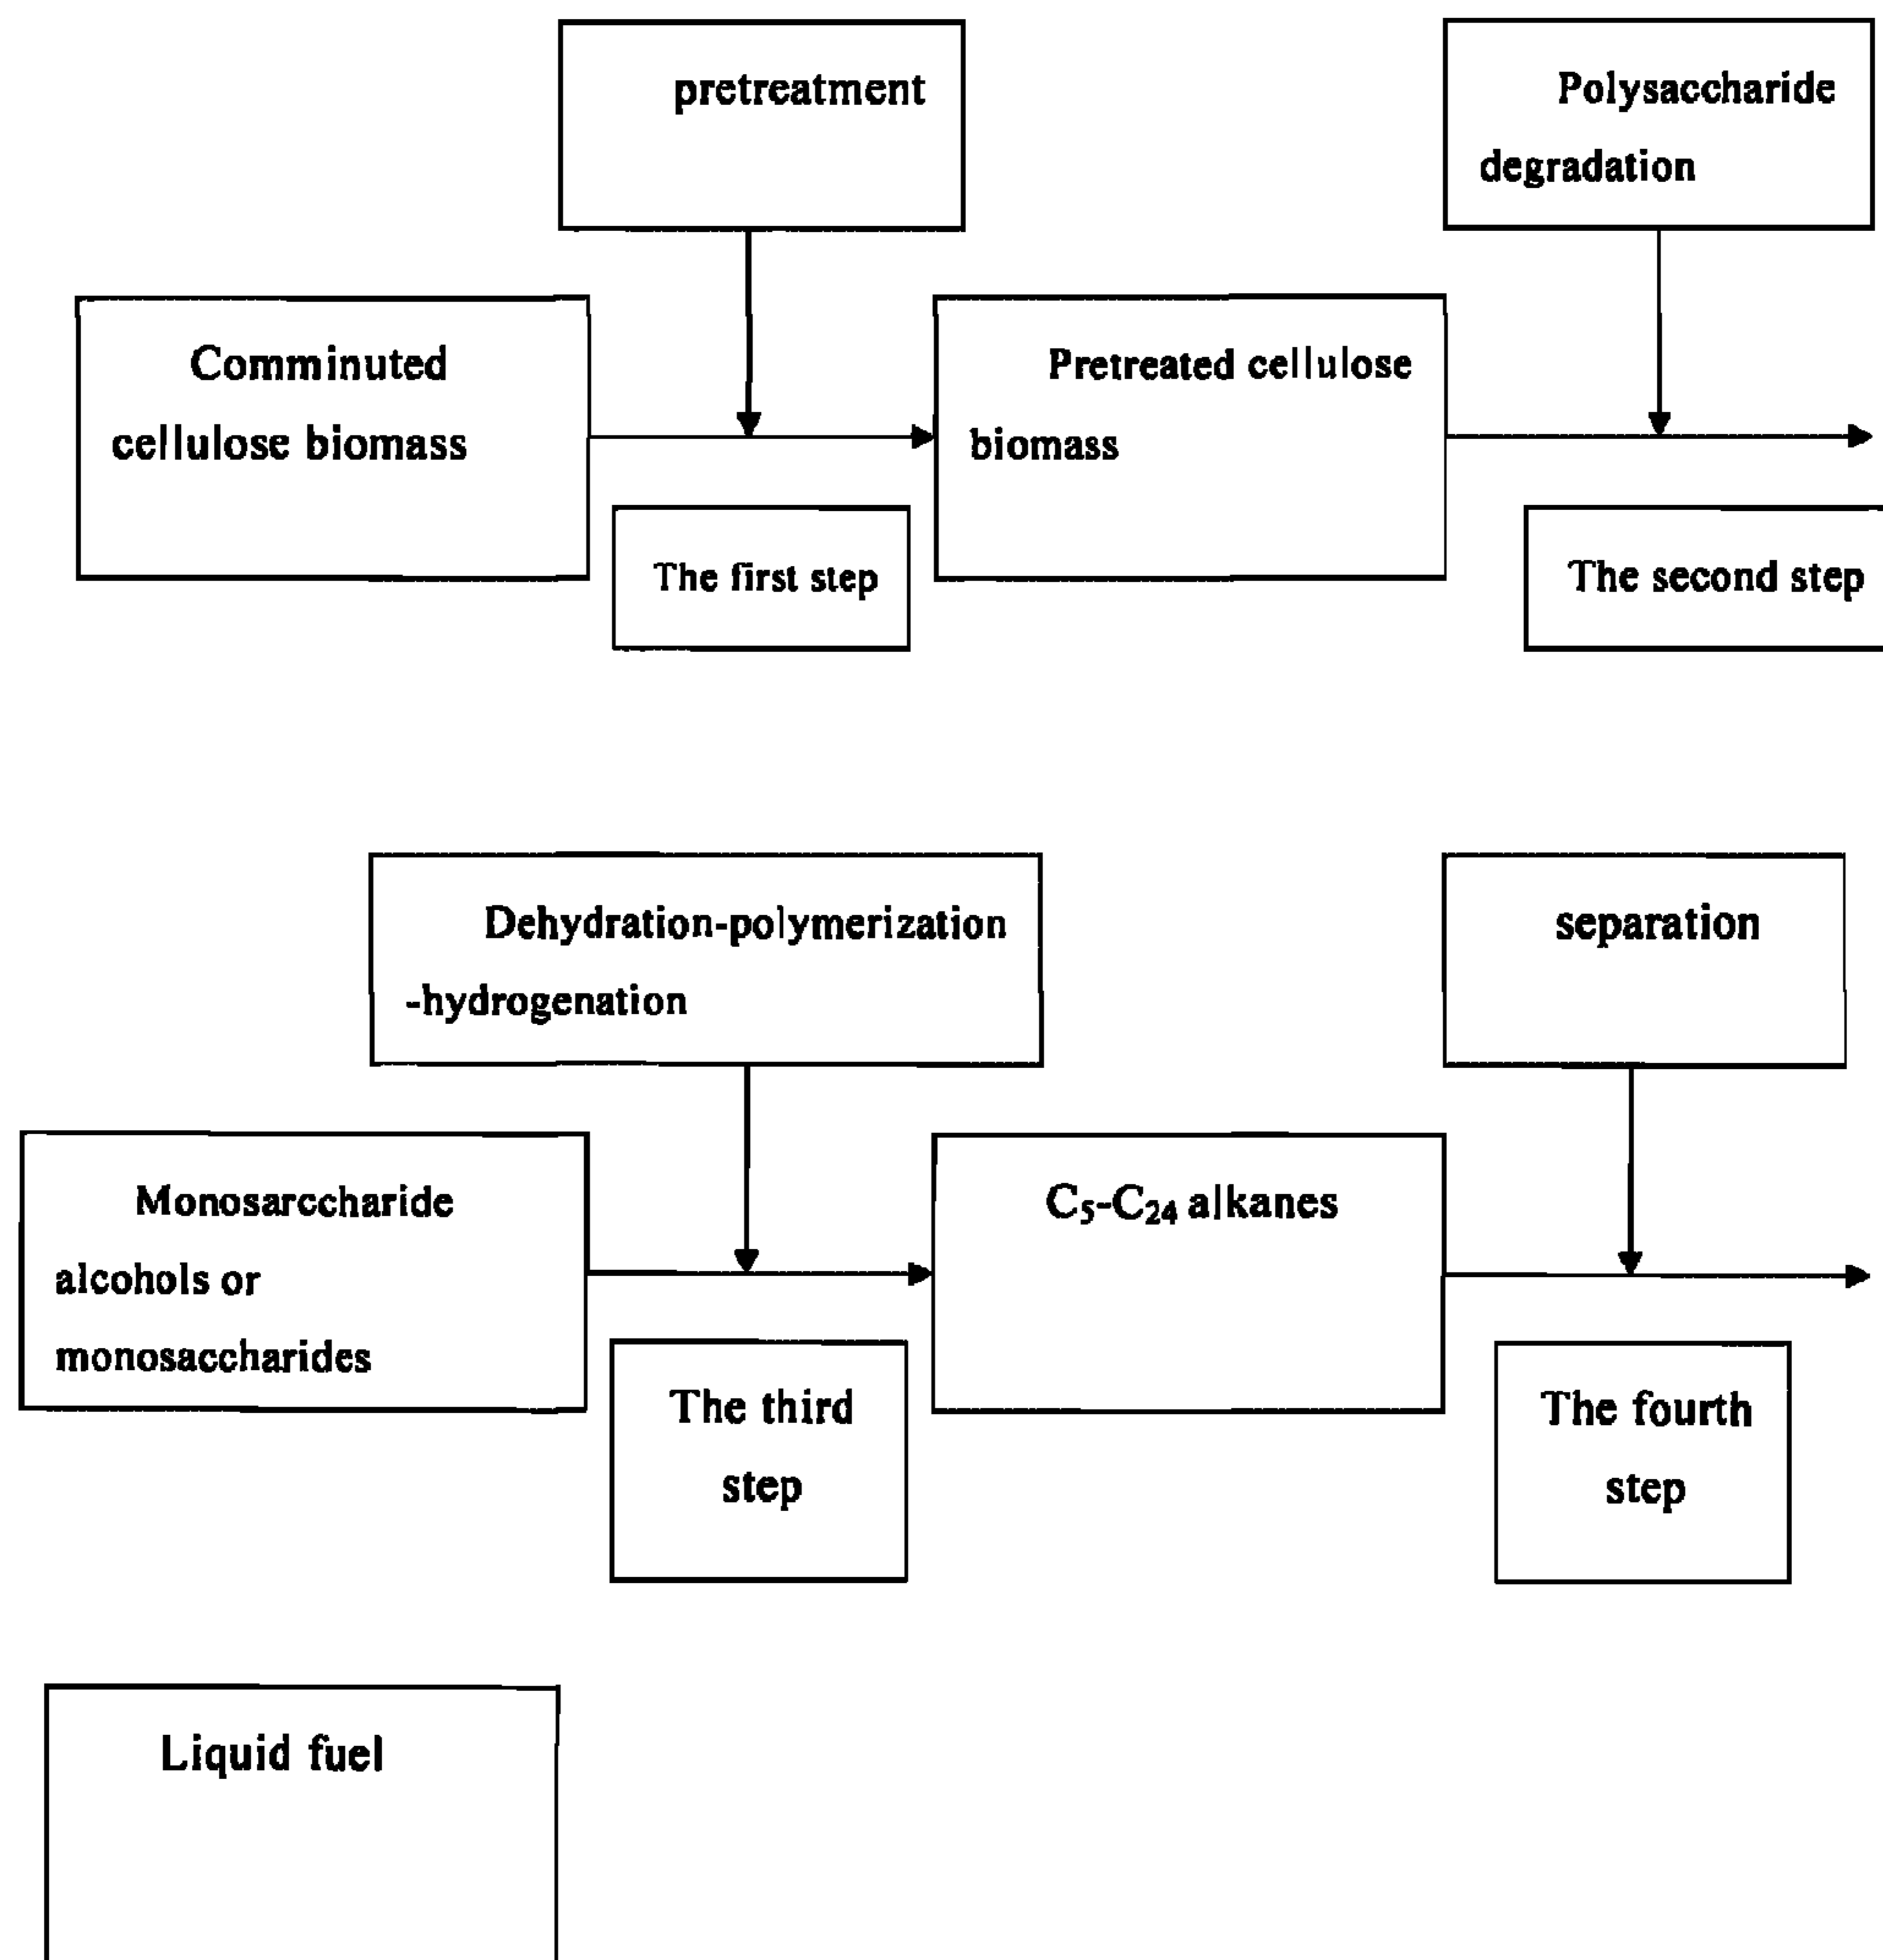 pretreatment
Polysaccharide
degradation
Comminuted
cellulose biomass
Pretreated cellulose
biomass
The first step
The second step
Dehydration-polymerization
-hydrogenation
separation
Monosarccharide
alcohols or
monosaccharides
C₅-C₂₄ alkanes
The third
step
The fourth
step
Liquid fuel